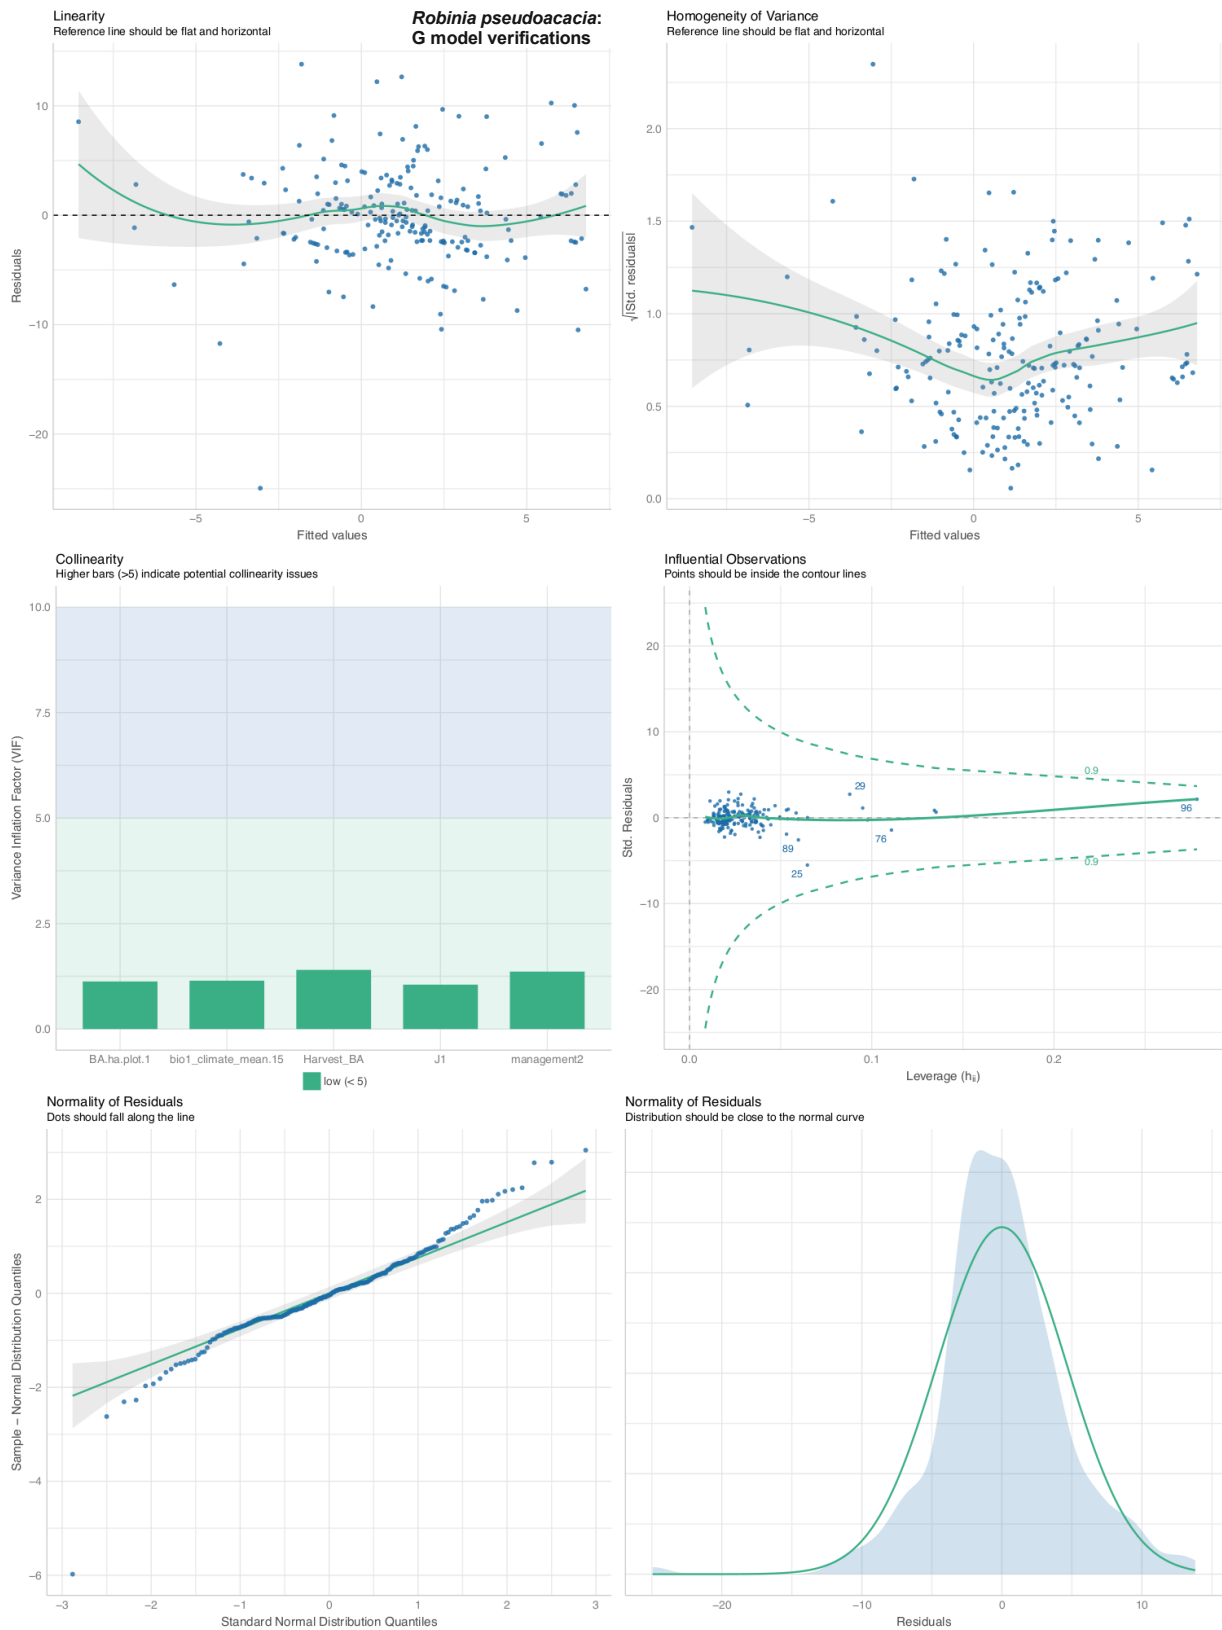 Linearity
Reference line should be flat and horizontal
Robinia pseudoacacia:
G model verifications
10
0
−10
−20
Residuals
−5
0
5
Fitted values
Homogeneity of Variance
Reference line should be flat and horizontal
2.0
1.5
1.0
0.5
0.0
√|Std. residuals|
−5
0
5
Fitted values
Collinearity
Higher bars (>5) indicate potential collinearity issues
10.0
7.5
5.0
2.5
0.0
Variance Inflation Factor (VIF)
BA.ha.plot.1
bio1_climate_mean.15
Harvest_BA
J1
management2
low (< 5)
Influential Observations
Points should be inside the contour lines
20
10
0
−10
−20
Std. Residuals
0.9
29
96
76
89
25
0.9
0.0
0.1
0.2
Leverage (hᵢᵢ)
Normality of Residuals
Dots should fall along the line
2
0
−2
−4
−6
Sample − Normal Distribution Quantiles
−3
−2
−1
0
1
2
3
Standard Normal Distribution Quantiles
Normality of Residuals
Distribution should be close to the normal curve
−20
−10
0
10
Residuals